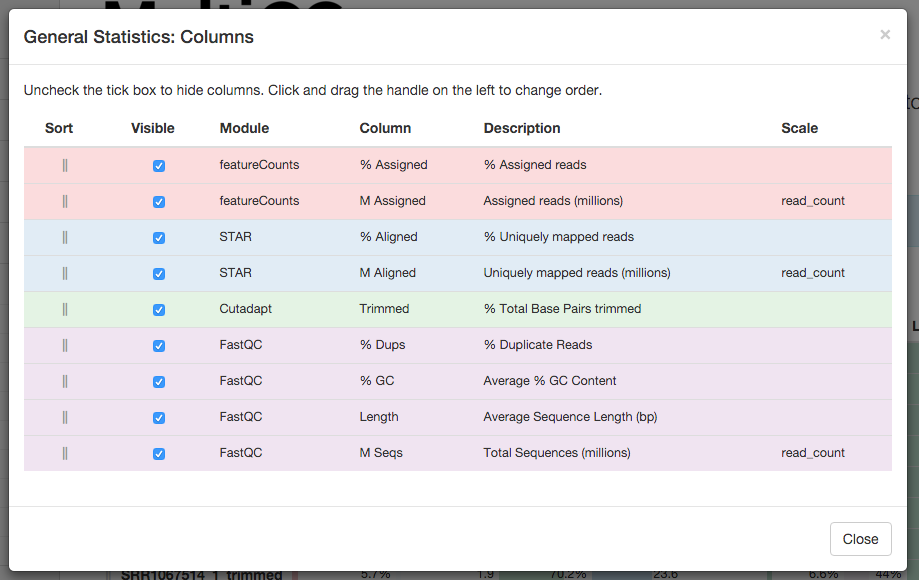 General Statistics: Columns ×
Uncheck the tick box to hide columns. Click and drag the handle on the left to change order.
Sort Visible Module Column Description Scale
featureCounts % Assigned % Assigned reads
featureCounts M Assigned Assigned reads (millions) read_count
STAR % Aligned % Uniquely mapped reads
STAR M Aligned Uniquely mapped reads (millions) read_count
Cutadapt Trimmed % Total Base Pairs trimmed
FastQC % Dups % Duplicate Reads
FastQC % GC Average % GC Content
FastQC Length Average Sequence Length (bp)
FastQC M Seqs Total Sequences (millions) read_count
Close
SRR1067514_1_trimmed 5.7% 1.9 70.2% 23.6 6.6% 44%